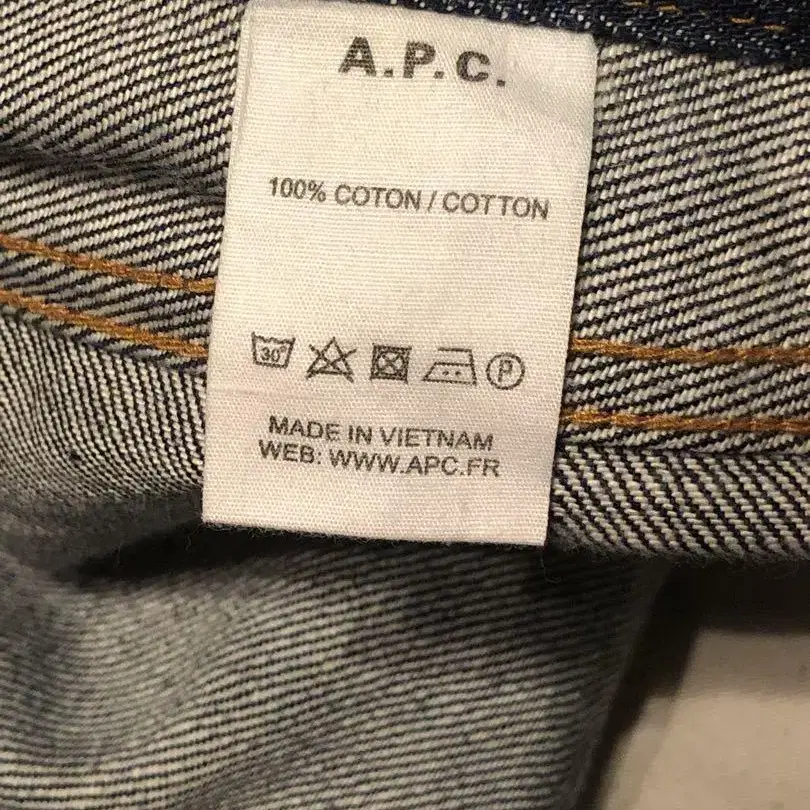 A.P.C.
100% COTON / COTTON
30° P
MADE IN VIETNAM
WEB: WWW.APC.FR